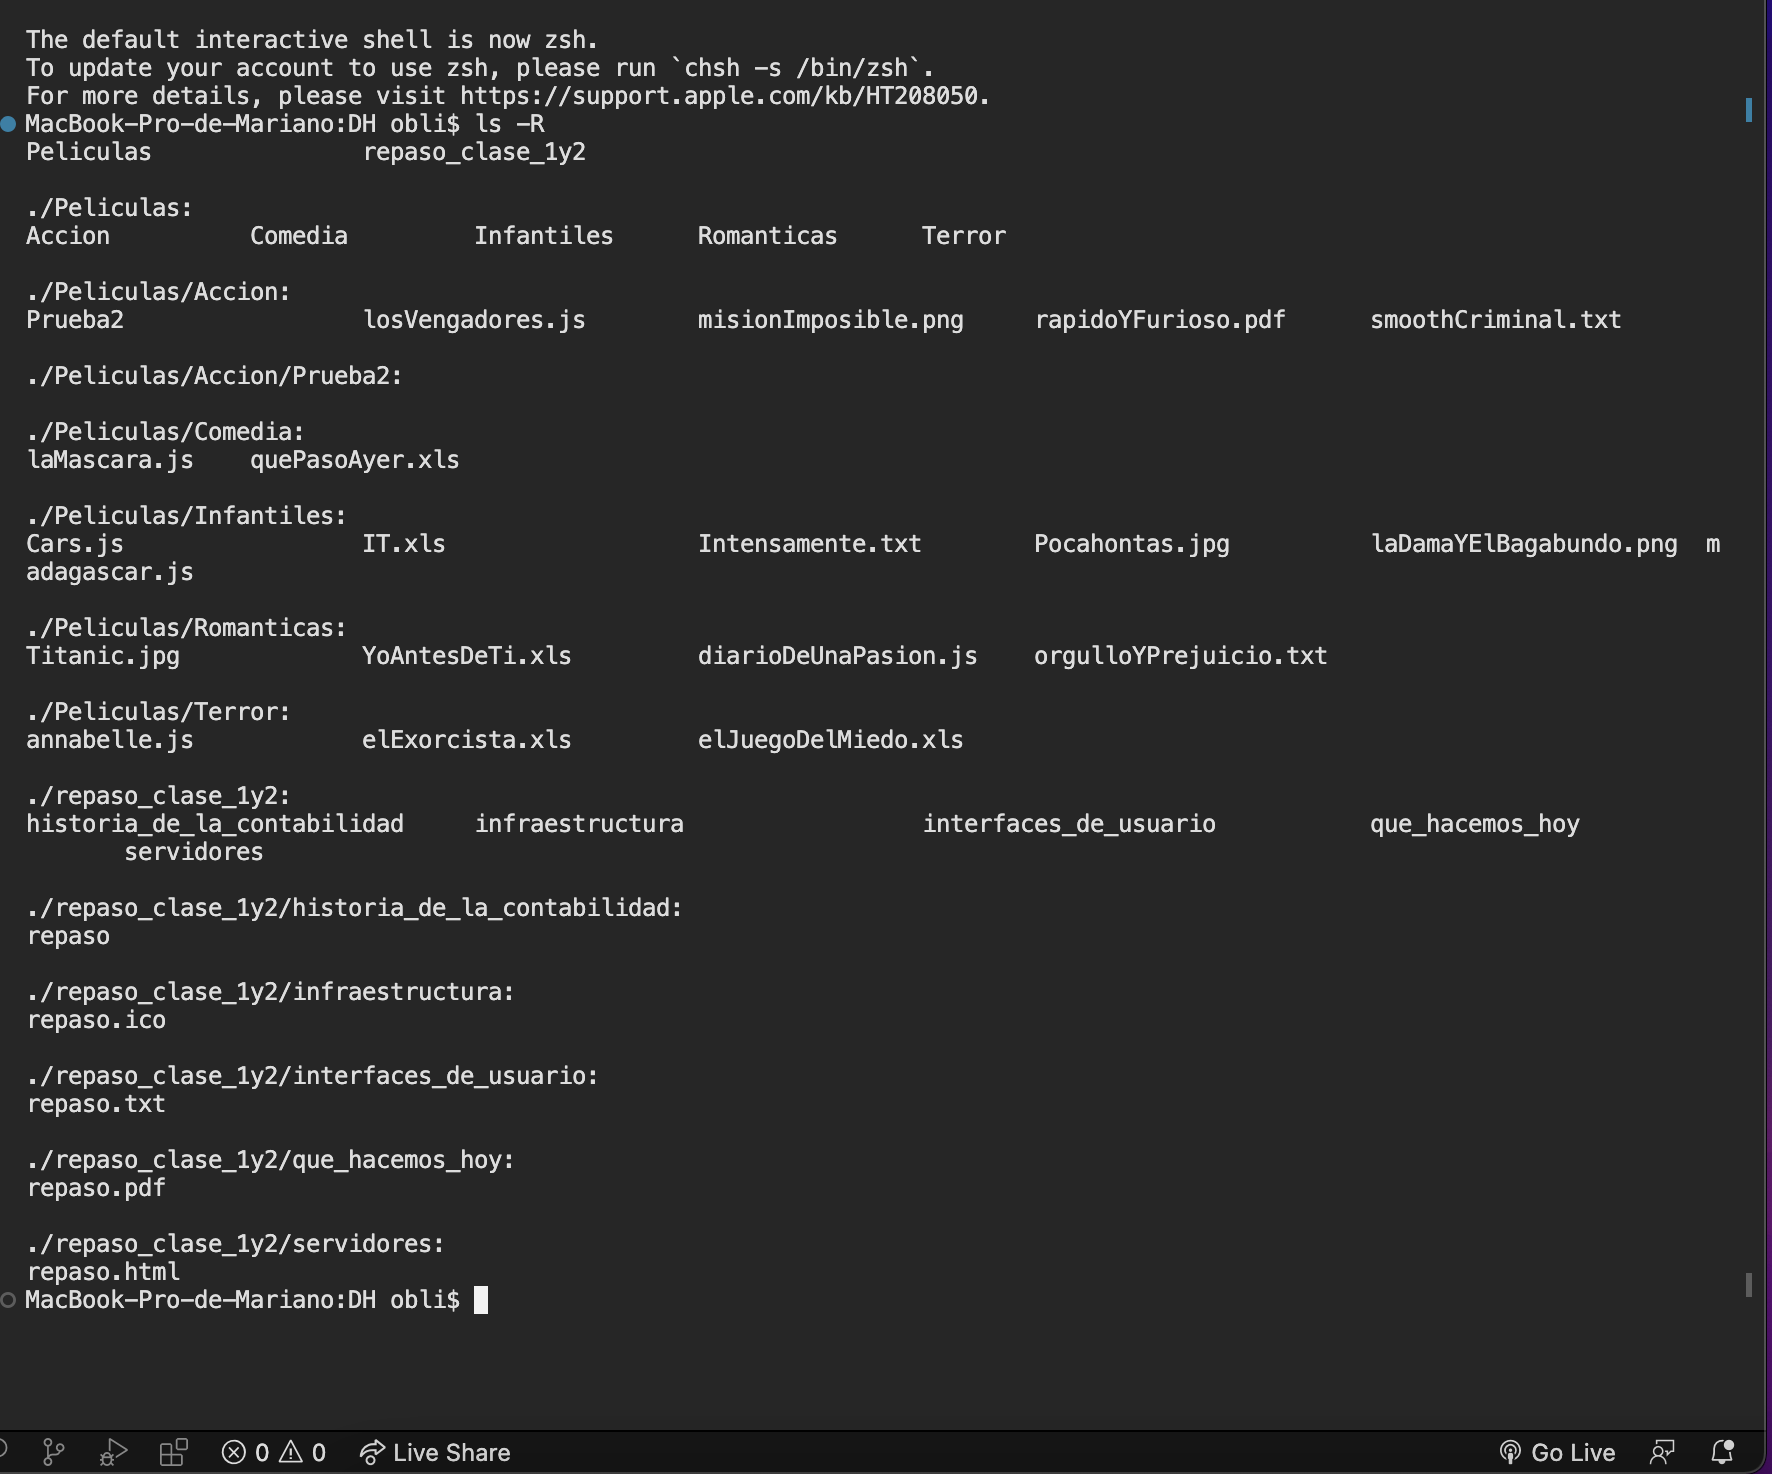 The default interactive shell is now zsh.
To update your account to use zsh, please run `chsh -s /bin/zsh`.
For more details, please visit https://support.apple.com/kb/HT208050.
MacBook-Pro-de-Mariano:DH obli$ ls -R
Peliculas repaso_clase_1y2
./Peliculas:
Accion Comedia Infantiles Romanticas Terror
./Peliculas/Accion:
Prueba2 losVengadores.js misionImposible.png rapidoYFurioso.pdf smoothCriminal.txt
./Peliculas/Accion/Prueba2:
./Peliculas/Comedia:
laMascara.js quePasoAyer.xls
./Peliculas/Infantiles:
Cars.js IT.xls Intensamente.txt Pocahontas.jpg laDamaYElBagabundo.png m
adagascar.js
./Peliculas/Romanticas:
Titanic.jpg YoAntesDeTi.xls diarioDeUnaPasion.js orgulloYPrejuicio.txt
./Peliculas/Terror:
annabelle.js elExorcista.xls elJuegoDelMiedo.xls
./repaso_clase_1y2:
historia_de_la_contabilidad infraestructura interfaces_de_usuario que_hacemos_hoy
servidores
./repaso_clase_1y2/historia_de_la_contabilidad:
repaso
./repaso_clase_1y2/infraestructura:
repaso.ico
./repaso_clase_1y2/interfaces_de_usuario:
repaso.txt
./repaso_clase_1y2/que_hacemos_hoy:
repaso.pdf
./repaso_clase_1y2/servidores:
repaso.html
MacBook-Pro-de-Mariano:DH obli$
0 0 Live Share Go Live